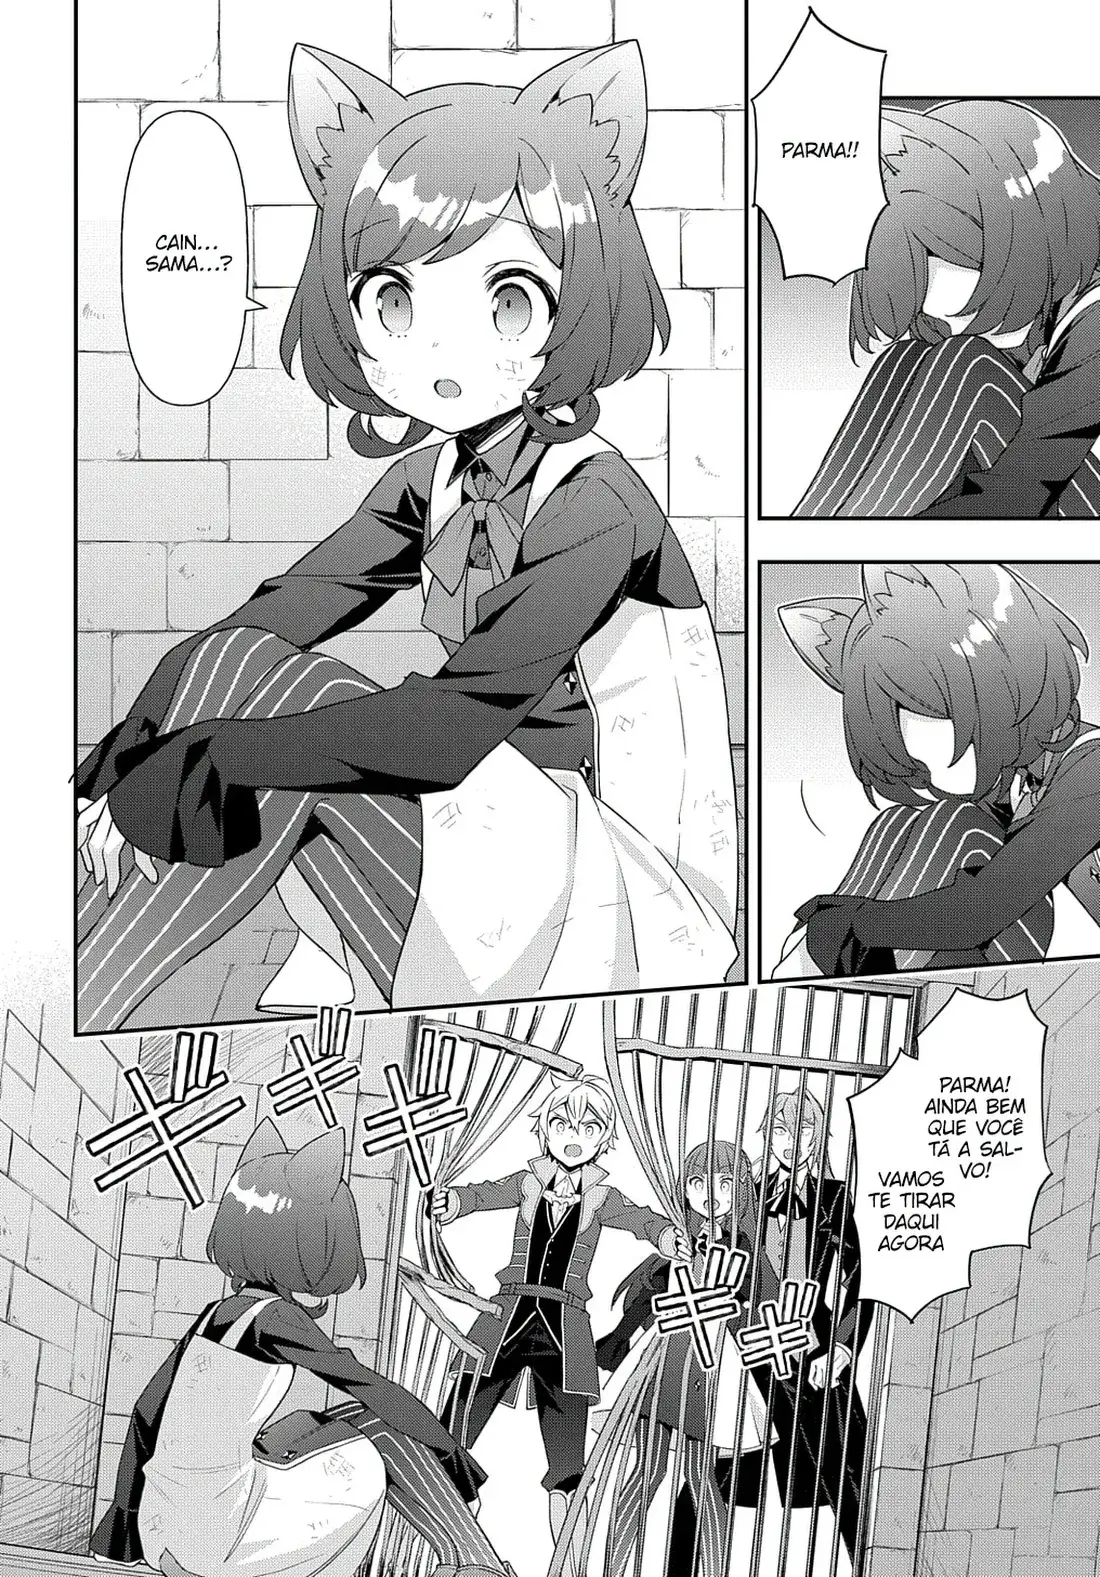 PARMA!!
CAIN...
SAMA...?
PARMA!
AINDA BEM
QUE VOCÊ
TÁ A SAL-
VO!
VAMOS
TE TIRAR
DAQUI
AGORA
ギギギ
ギギ